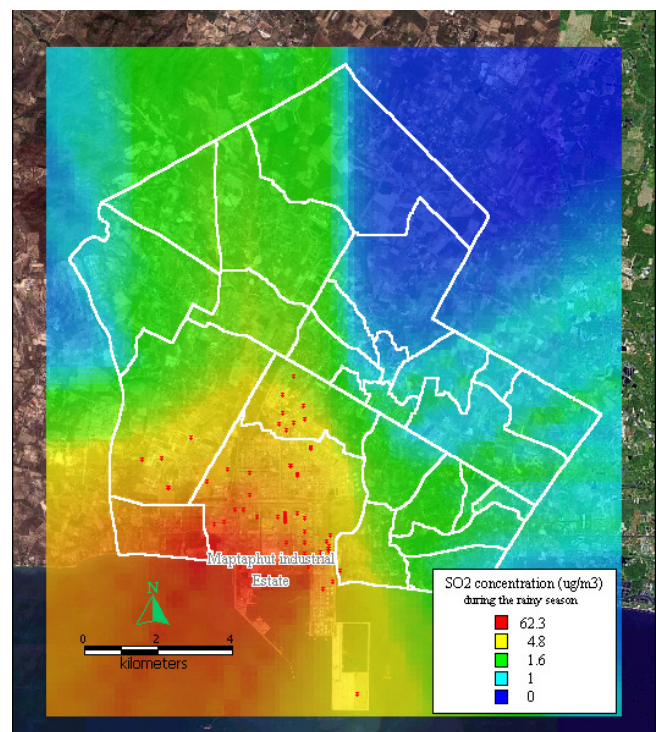 Maptaphut industrial
Estate
N
0 2 4
kilometers
SO2 concentration (ug/m3)
during the rainy season
62.3
4.8
1.6
1
0